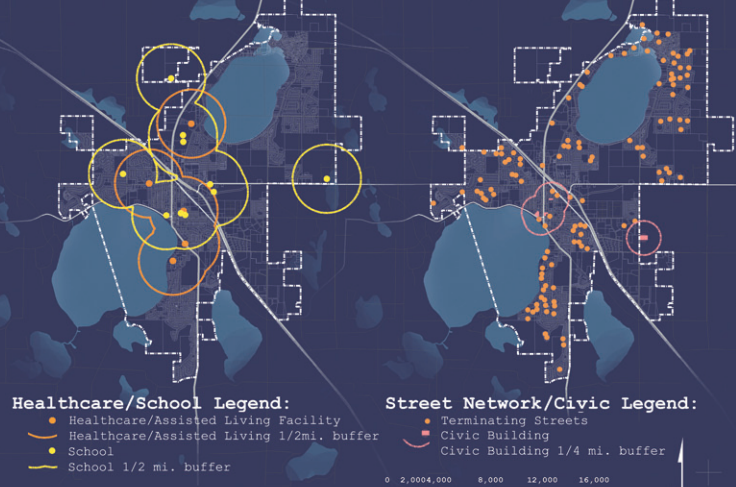 Healthcare/School Legend:
Healthcare/Assisted Living Facility
Healthcare/Assisted Living 1/2mi. buffer
School
School 1/2 mi. buffer
Street Network/Civic Legend:
Terminating Streets
Civic Building
Civic Building 1/4 mi. buffer
0 2,0004,000 8,000 12,000 16,000